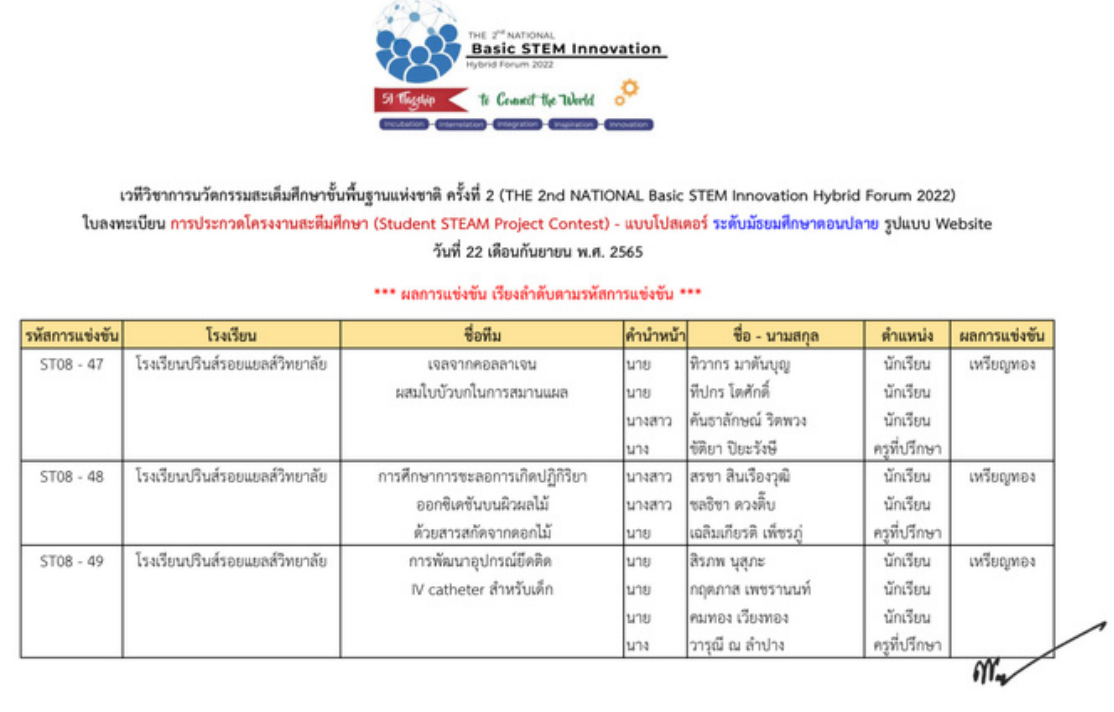 THE 2nd NATIONAL
Basic STEM Innovation
Hybrid Forum 2022
51 Flagship to Connect the World
Incubation Interrelation Integration Inspiration Innovation
เวทีวิชาการนวัตกรรมสะเต็มศึกษาขั้นพื้นฐานแห่งชาติ ครั้งที่ 2 (THE 2nd NATIONAL Basic STEM Innovation Hybrid Forum 2022)
ใบลงทะเบียน การประกวดโครงงานสะตีมศึกษา (Student STEAM Project Contest) - แบบโปสเตอร์ ระดับมัธยมศึกษาตอนปลาย รูปแบบ Website
วันที่ 22 เดือนกันยายน พ.ศ. 2565
*** ผลการแข่งขัน เรียงลำดับตามรหัสการแข่งขัน ***
รหัสการแข่งขัน โรงเรียน ชื่อทีม คำนำหน้า ชื่อ - นามสกุล ตำแหน่ง ผลการแข่งขัน
ST08 - 47 โรงเรียนปรินส์รอยแยลส์วิทยาลัย เจลจากคอลลาเจน นาย ทิวากร มาตันบุญ นักเรียน เหรียญทอง
ผสมใบบัวบกในการสมานแผล นาย ทีปกร โตศักดิ์ นักเรียน
นางสาว คันธาลักษณ์ ริตพวง นักเรียน
นาง ขัติยา ปิยะรังษี ครูที่ปรึกษา
ST08 - 48 โรงเรียนปรินส์รอยแยลส์วิทยาลัย การศึกษาการชะลอการเกิดปฏิกิริยา นางสาว สรชา สินเรืองวุฒิ นักเรียน เหรียญทอง
ออกซิเดชันบนผิวผลไม้ นางสาว ชลธิชา ดวงติ๊บ นักเรียน
ด้วยสารสกัดจากดอกไม้ นาย เฉลิมเกียรติ เพ็ชรภู่ ครูที่ปรึกษา
ST08 - 49 โรงเรียนปรินส์รอยแยลส์วิทยาลัย การพัฒนาอุปกรณ์ยึดติด นาย สิรภพ นุสุภะ นักเรียน เหรียญทอง
IV catheter สำหรับเด็ก นาย กฤตภาส เพชรานนท์ นักเรียน
นาย คมทอง เวียงทอง นักเรียน
นาง วารุณี ณ ลำปาง ครูที่ปรึกษา